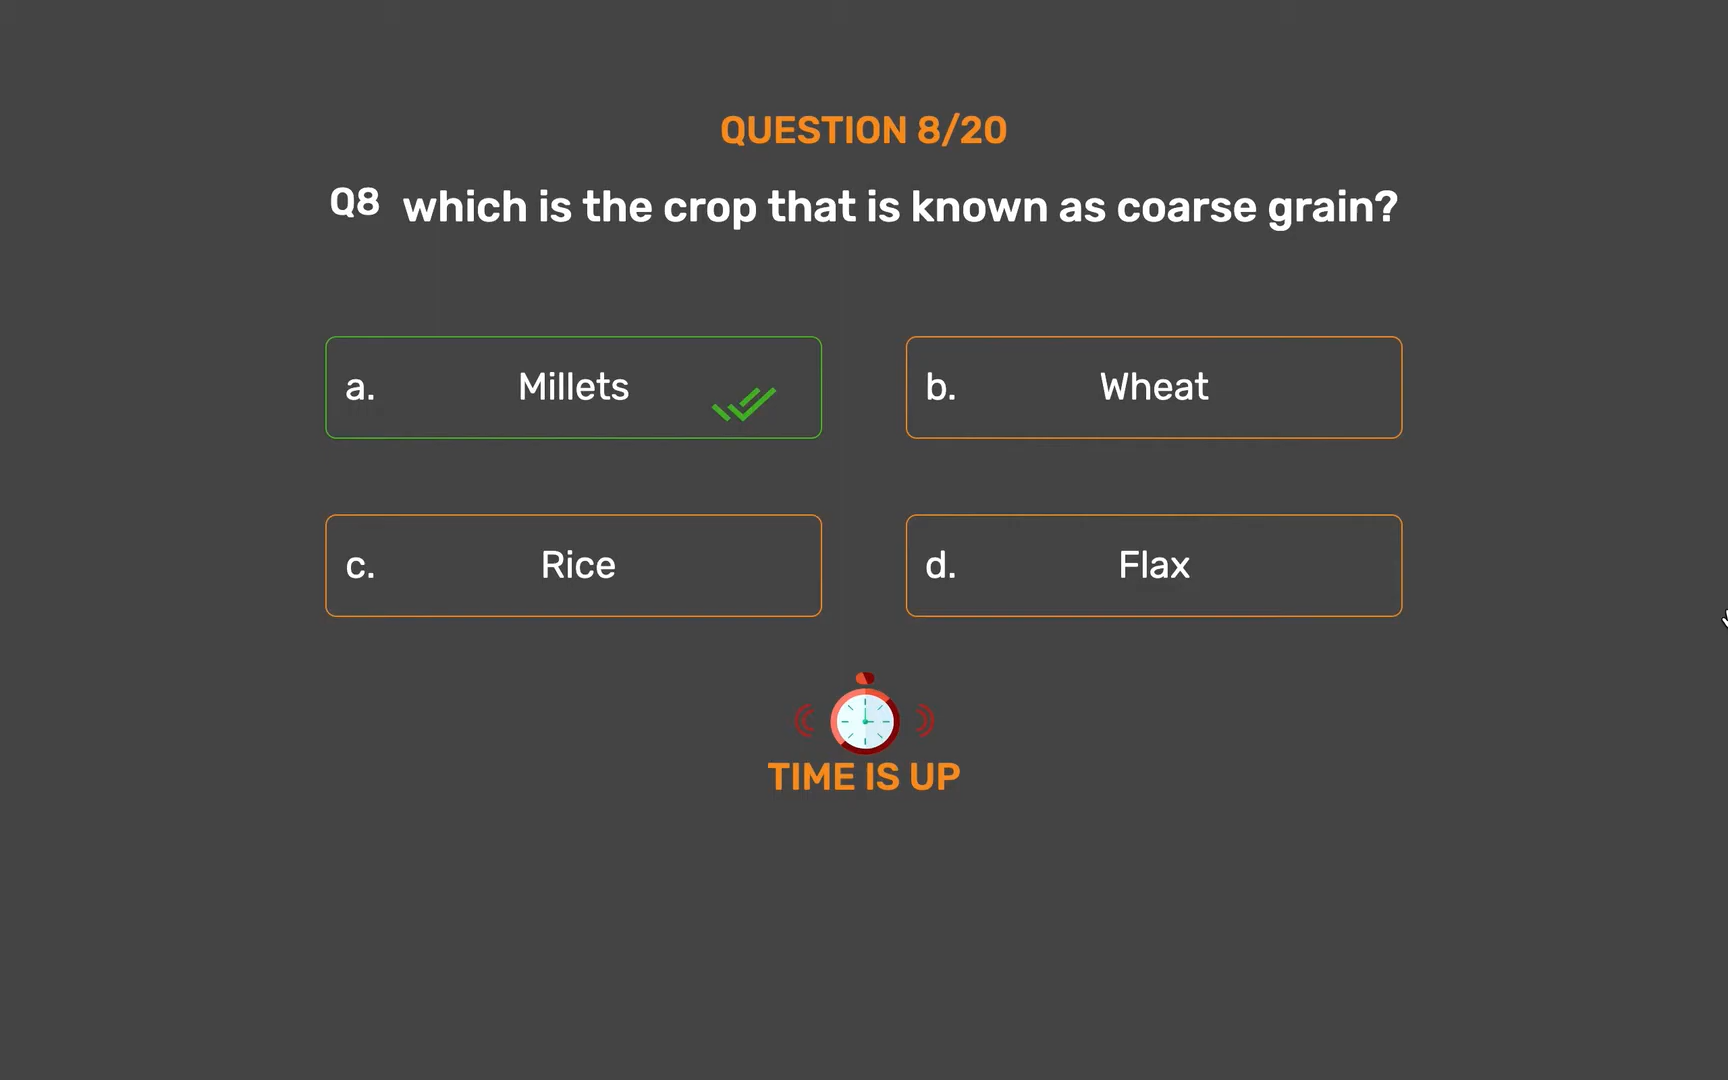 QUESTION 8/20
Q8 which is the crop that is known as coarse grain?
a. Millets
b. Wheat
c. Rice
d. Flax
TIME IS UP